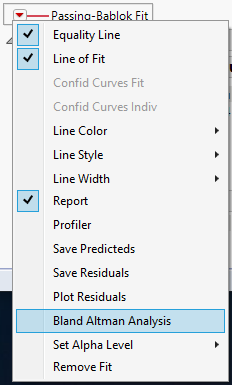 Passing-Bablok Fit
Equality Line
Line of Fit
Confid Curves Fit
Confid Curves Indiv
Line Color
Line Style
Line Width
Report
Profiler
Save Predicteds
Save Residuals
Plot Residuals
Bland Altman Analysis
Set Alpha Level
Remove Fit